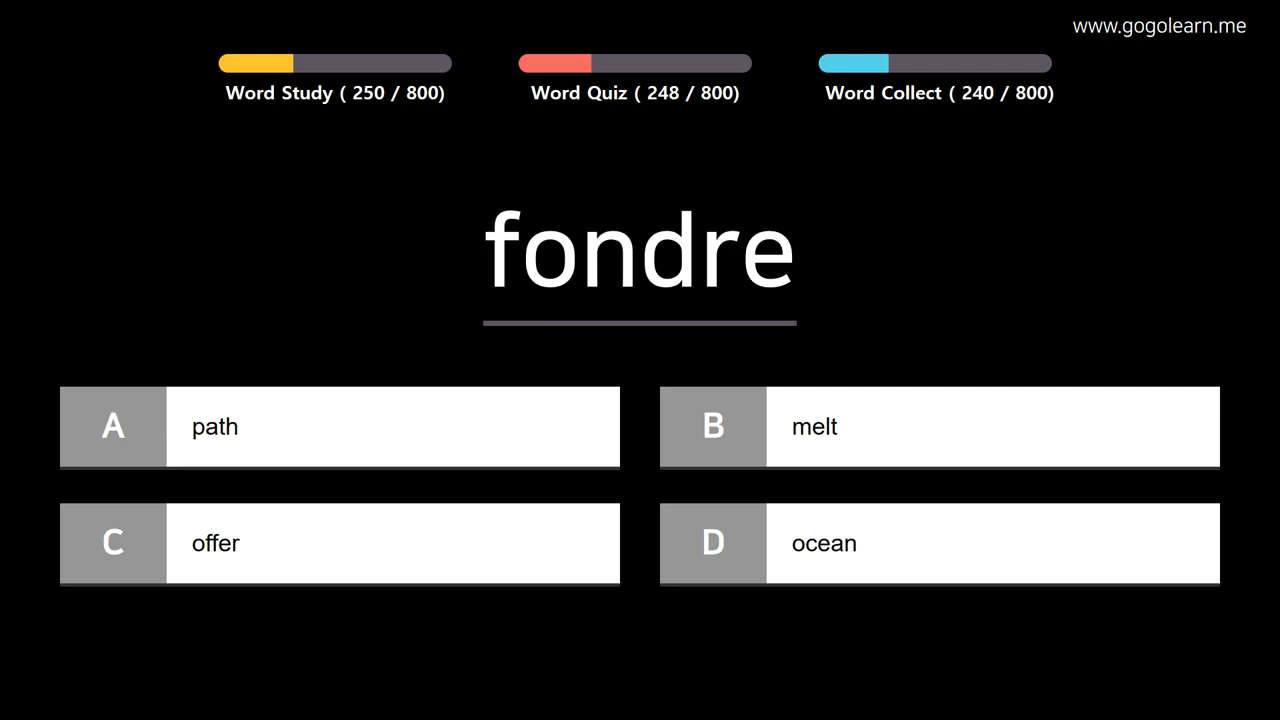 www.gogolearn.me
Word Study ( 250 / 800)
Word Quiz ( 248 / 800)
Word Collect ( 240 / 800)
fondre
A path
B melt
C offer
D ocean